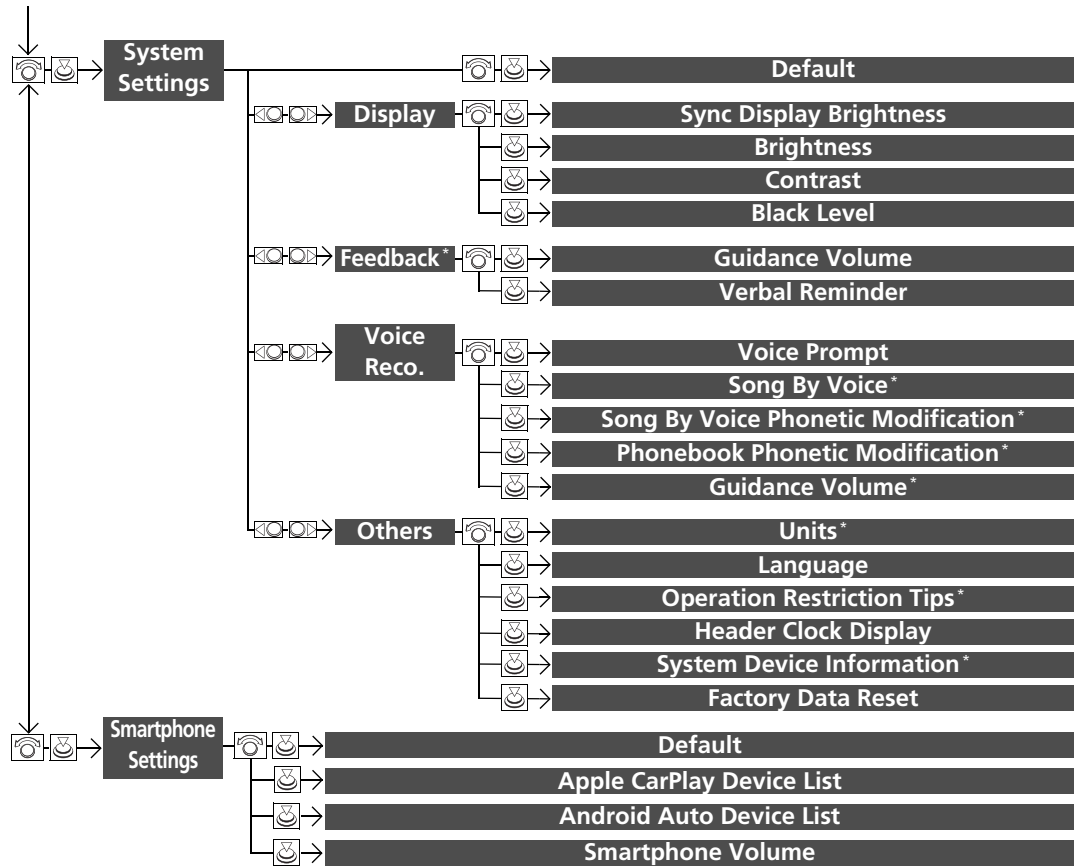 System
Settings
Default
Display
Sync Display Brightness
Brightness
Contrast
Black Level
Feedback*
Guidance Volume
Verbal Reminder
Voice
Reco.
Voice Prompt
Song By Voice*
Song By Voice Phonetic Modification*
Phonebook Phonetic Modification*
Guidance Volume*
Others
Units*
Language
Operation Restriction Tips*
Header Clock Display
System Device Information*
Factory Data Reset
Smartphone
Settings
Default
Apple CarPlay Device List
Android Auto Device List
Smartphone Volume